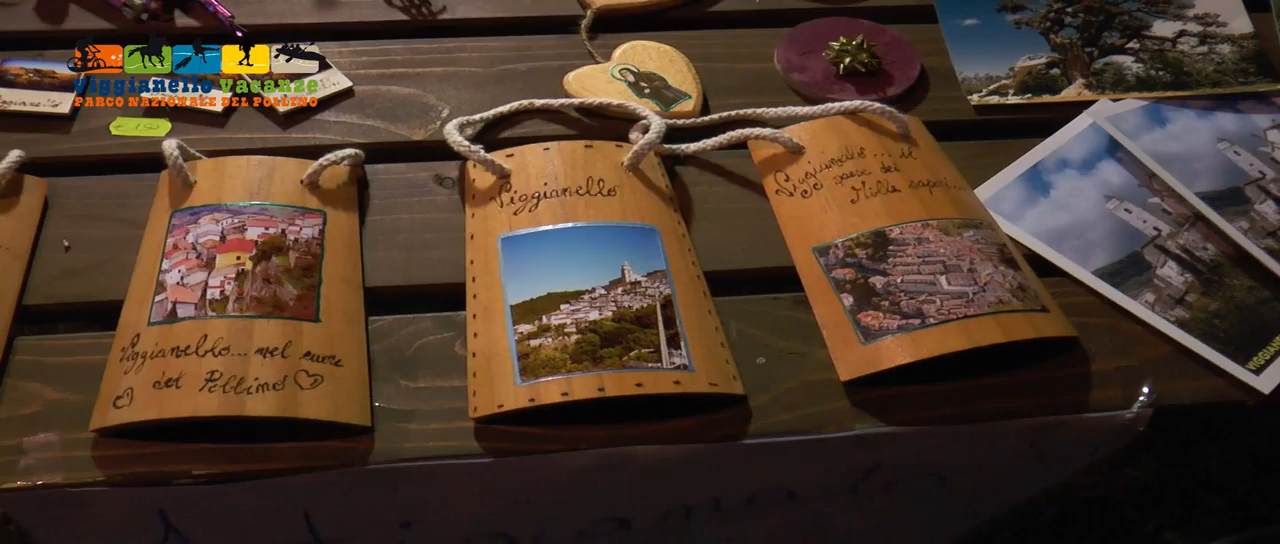 Viggianello vacanze
PARCO NAZIONALE DEL POLLINO
Viggianello... nel cuore
del Pollino
Viggianello
Viggianello... il
paese dei
Mille sapori...